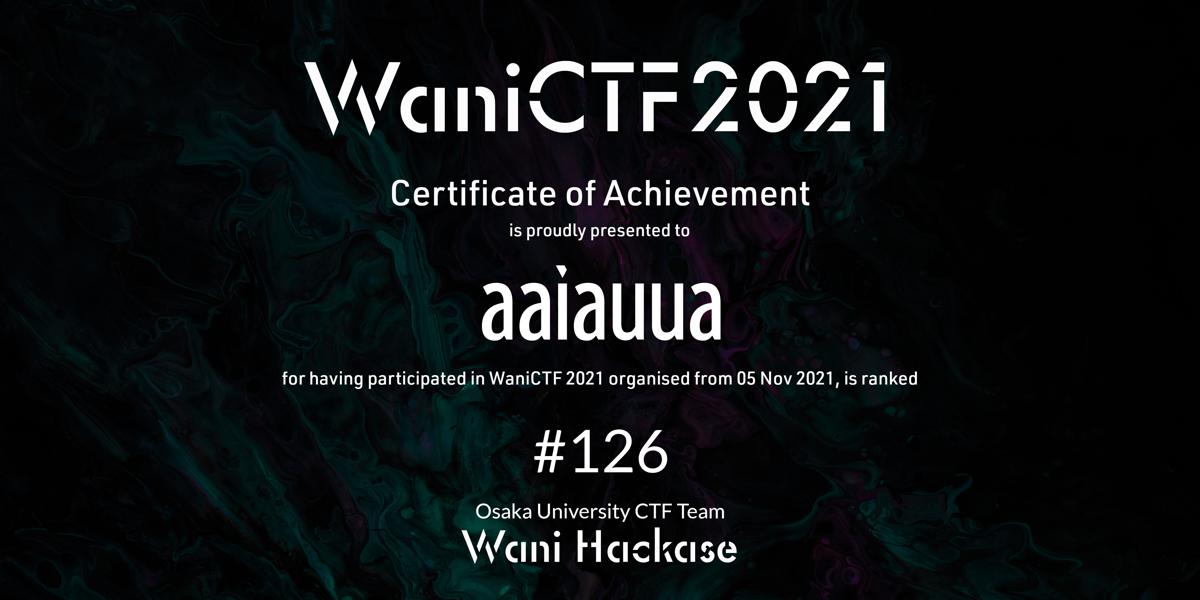 WaniCTF2021
Certificate of Achievement
is proudly presented to
aaiauua
for having participated in WaniCTF 2021 organised from 05 Nov 2021, is ranked
#126
Osaka University CTF Team
Wani Hackase